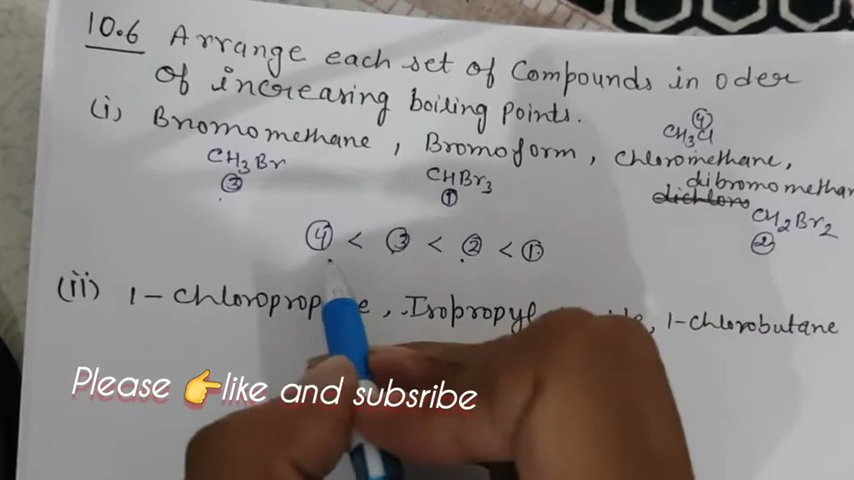 10.6 Arrange each set of Compounds in oder
of increasing boiling points.
(i) Bromomethane, Bromoform, Chloromethane,
dibromomethan
CH3Br
③
CHBr3
①
CH3Cl
④
dichloro
CH2Br2
②
④ < ③ < ② < ①
(ii) 1-Chloroprop e, Isopropyl , 1-chlorobutane
Please 👉 like and subsribe